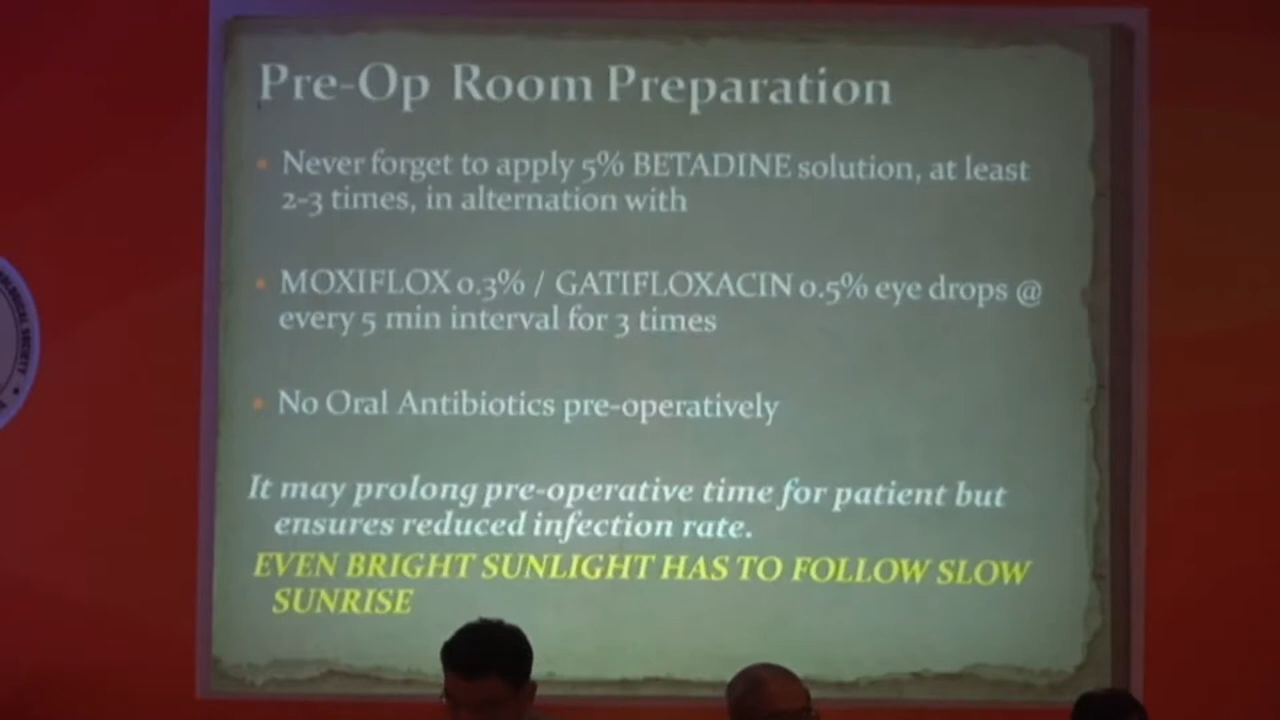 Pre-Op Room Preparation
Never forget to apply 5% BETADINE solution, at least
2-3 times, in alternation with
MOXIFLOX 0.3% / GATIFLOXACIN 0.5% eye drops @
every 5 min interval for 3 times
No Oral Antibiotics pre-operatively
It may prolong pre-operative time for patient but
ensures reduced infection rate.
EVEN BRIGHT SUNLIGHT HAS TO FOLLOW SLOW
SUNRISE
SOCIETY